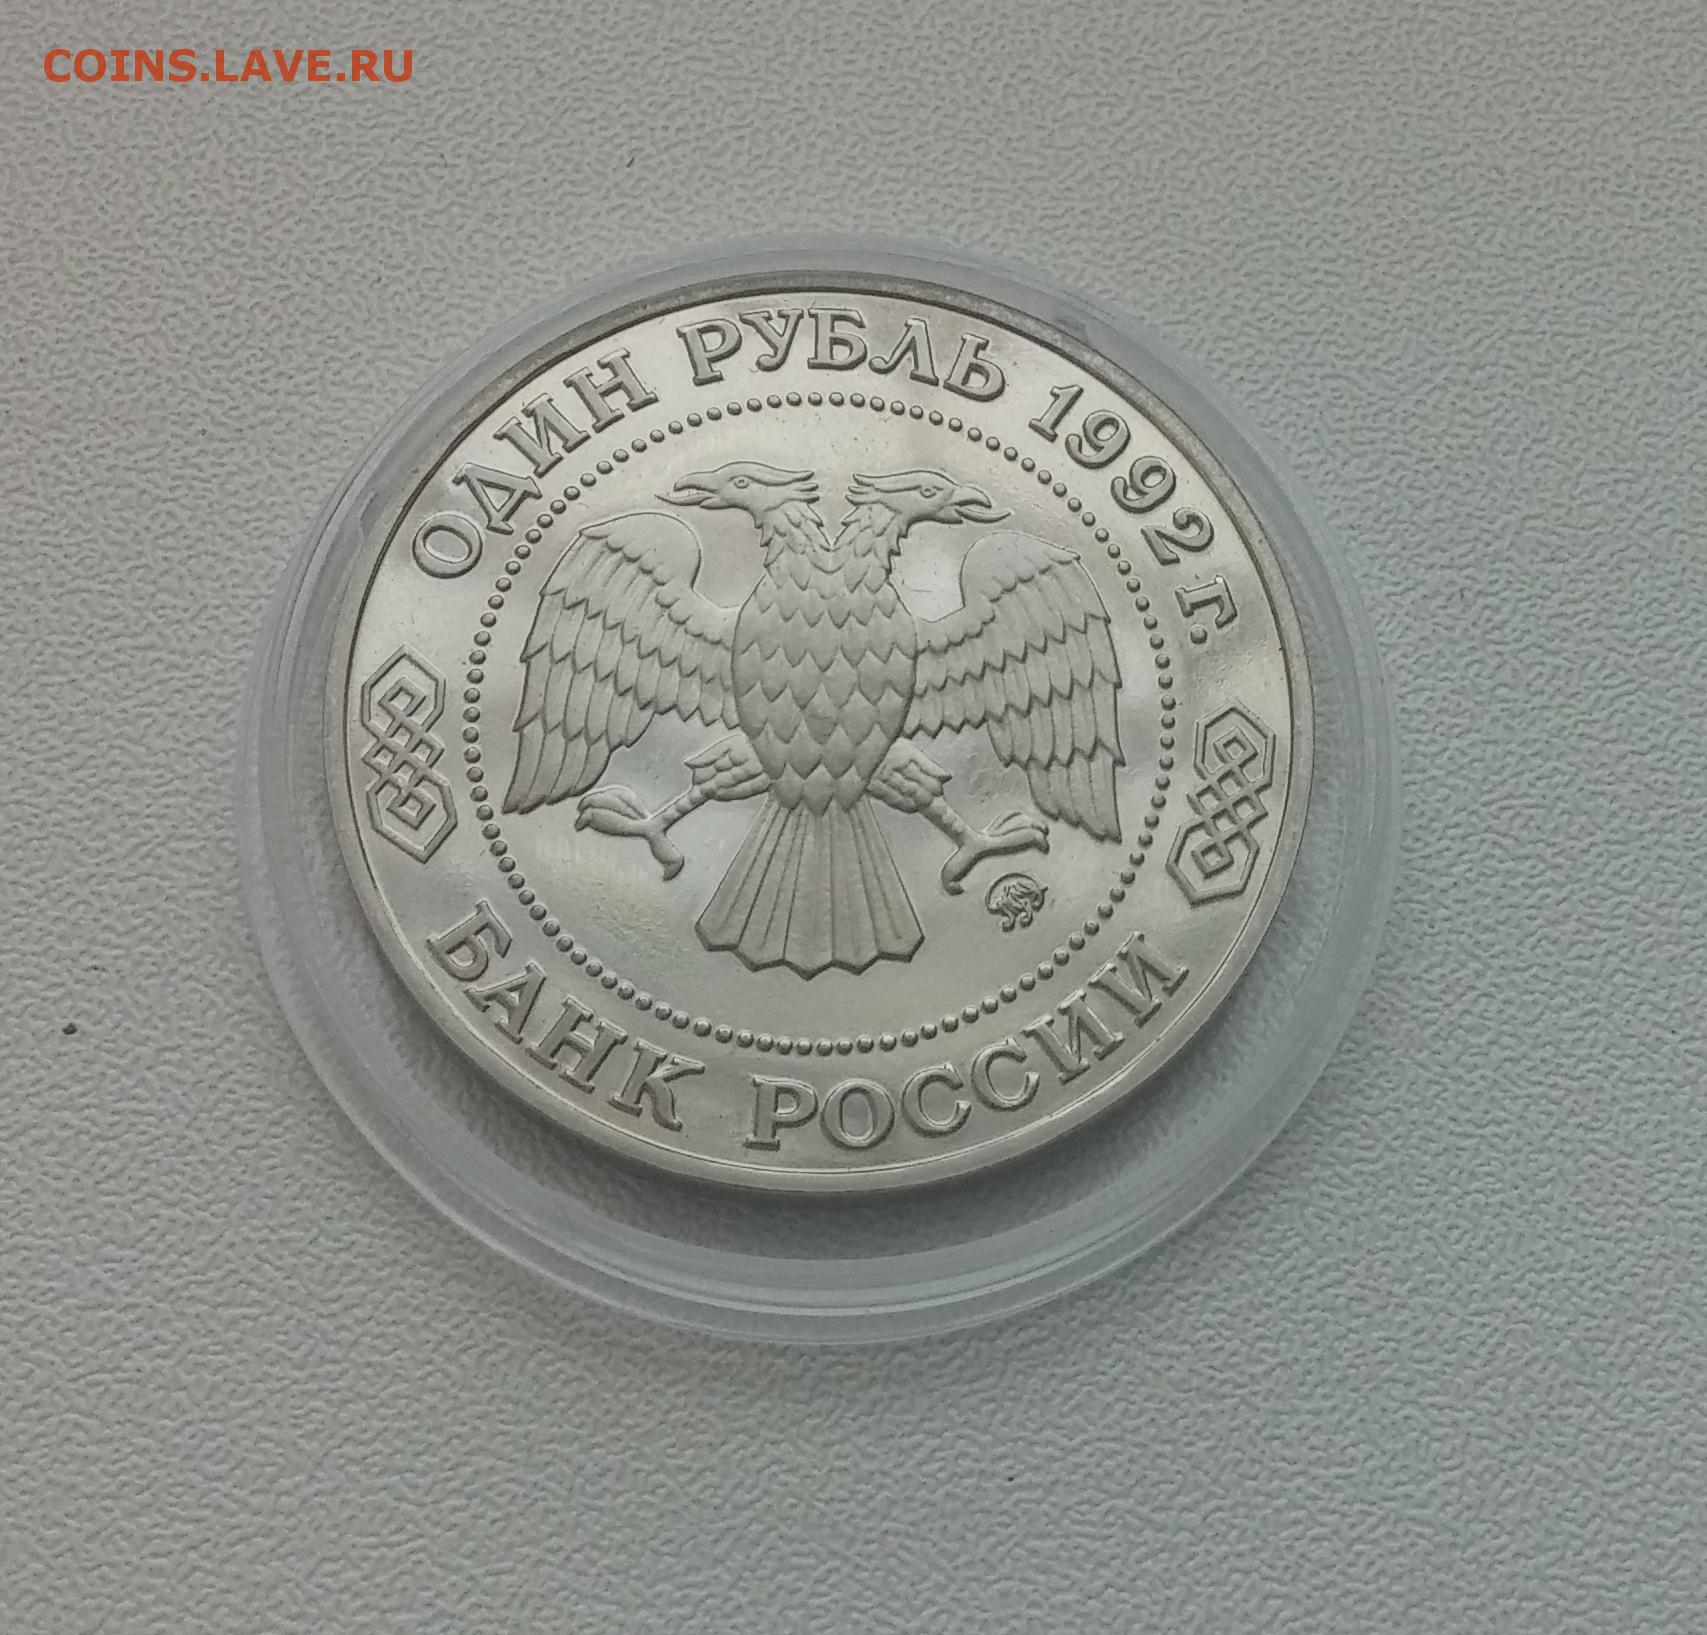 COINS.LAVE.RU
ОДИН РУБЛЬ 1992 г.
БАНК РОССИИ